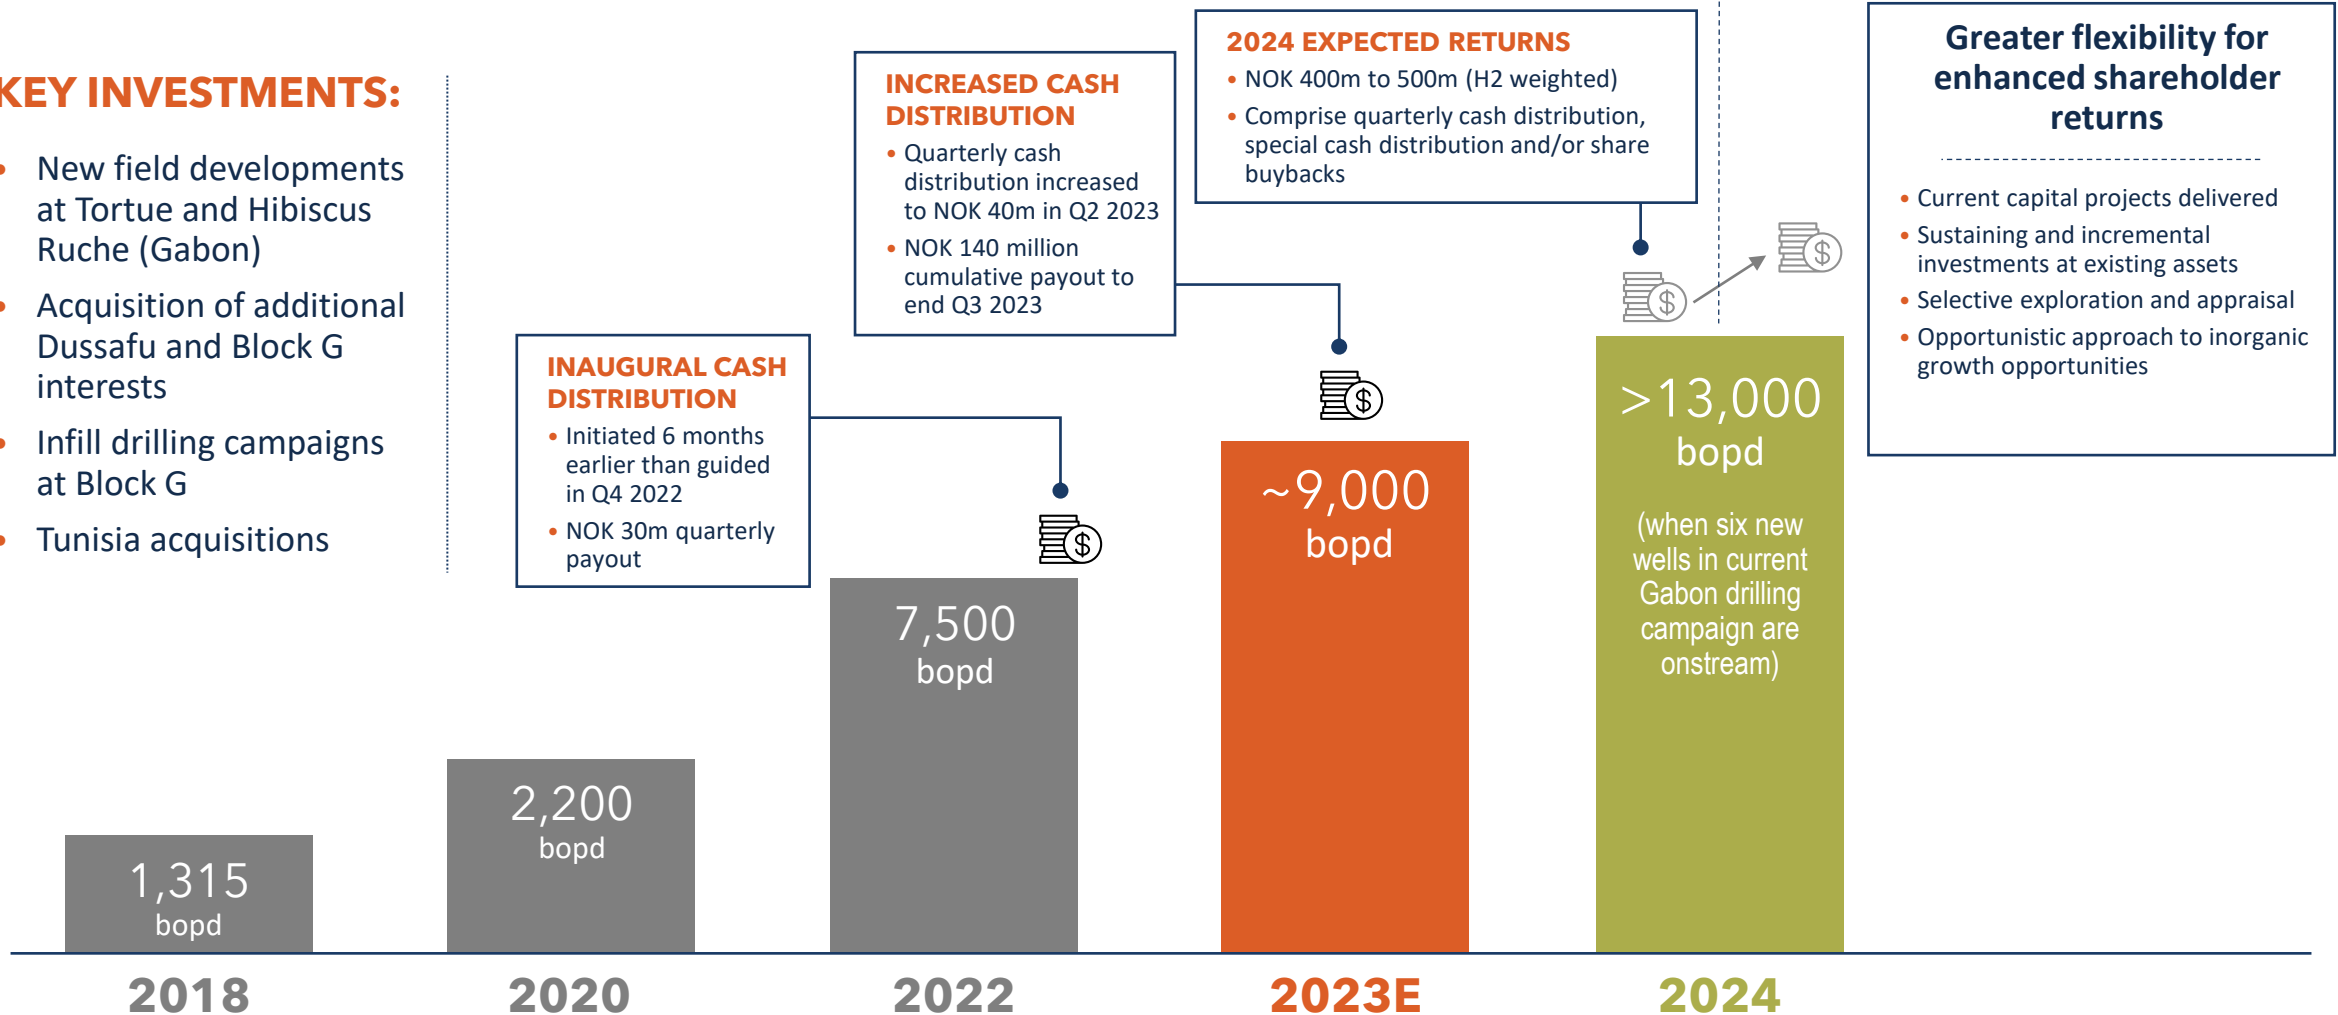 KEY INVESTMENTS:
• New field developments
at Tortue and Hibiscus
Ruche (Gabon)
• Acquisition of additional
Dussafu and Block G
interests
• Infill drilling campaigns
at Block G
• Tunisia acquisitions
INAUGURAL CASH
DISTRIBUTION
• Initiated 6 months
earlier than guided
in Q4 2022
• NOK 30m quarterly
payout
INCREASED CASH
DISTRIBUTION
• Quarterly cash
distribution increased
to NOK 40m in Q2 2023
• NOK 140 million
cumulative payout to
end Q3 2023
2024 EXPECTED RETURNS
• NOK 400m to 500m (H2 weighted)
• Comprise quarterly cash distribution,
special cash distribution and/or share
buybacks
Greater flexibility for
enhanced shareholder
returns
• Current capital projects delivered
• Sustaining and incremental
investments at existing assets
• Selective exploration and appraisal
• Opportunistic approach to inorganic
growth opportunities
$
$
$
$
1,315
bopd
2,200
bopd
7,500
bopd
~9,000
bopd
>13,000
bopd
(when six new
wells in current
Gabon drilling
campaign are
onstream)
2018
2020
2022
2023E
2024